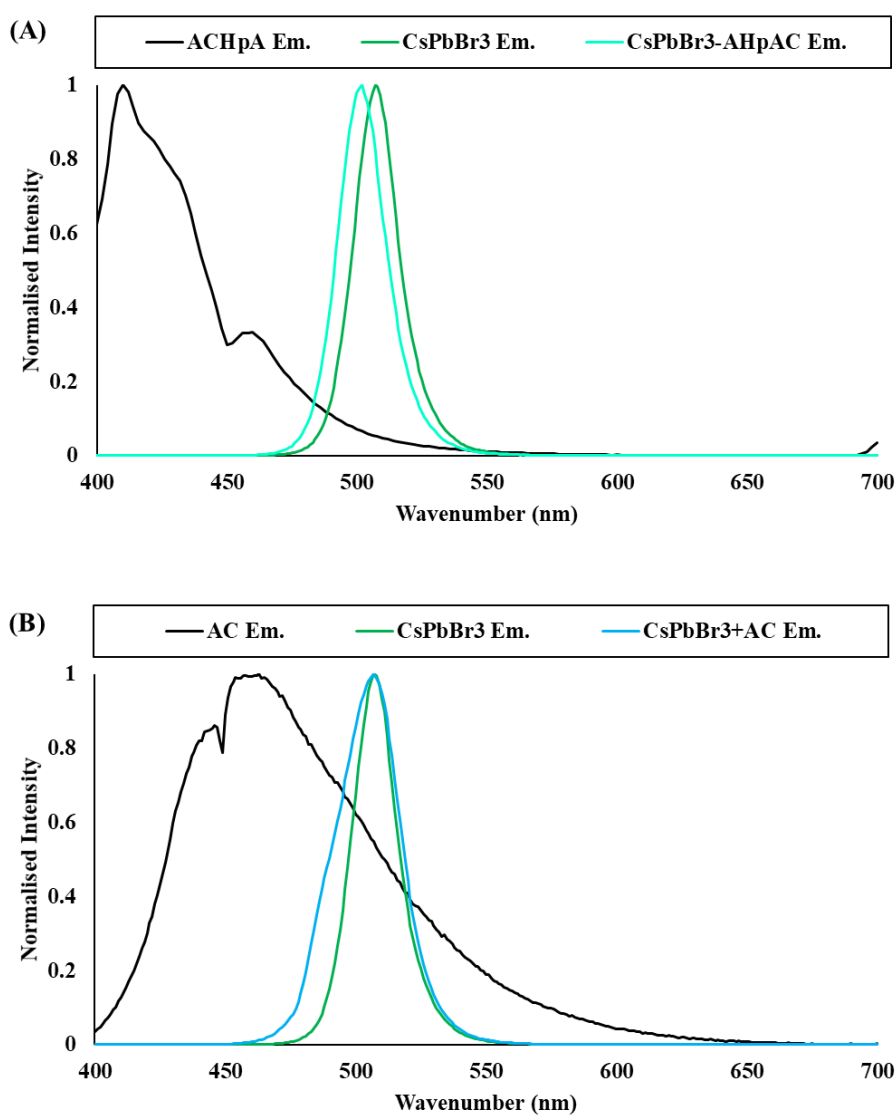 (A)
ACHpA Em. CsPbBr3 Em. CsPbBr3-AHpAC Em.
1
0.8
0.6
0.4
0.2
0
Normalised Intensity
400 450 500 550 600 650 700
Wavenumber (nm)
(B)
AC Em. CsPbBr3 Em. CsPbBr3+AC Em.
1
0.8
0.6
0.4
0.2
0
Normalised Intensity
400 450 500 550 600 650 700
Wavenumber (nm)